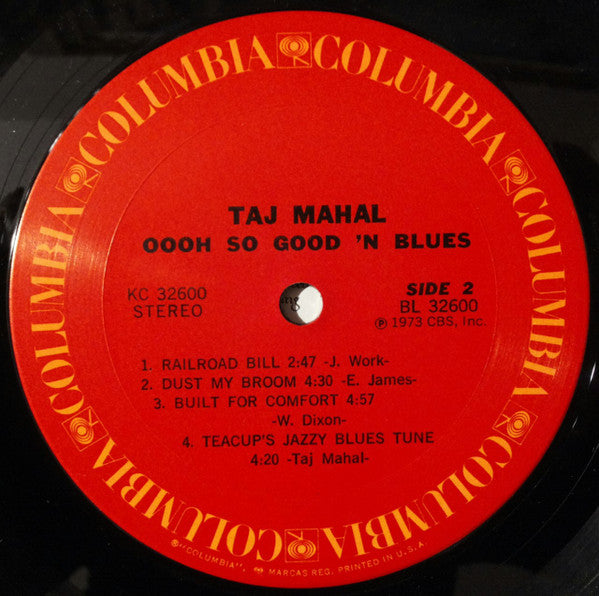 COLUMBIA COLUMBIA COLUMBIA COLUMBIA COLUMBIA COLUMBIA
TAJ MAHAL
OOOH SO GOOD 'N BLUES
KC 32600
STEREO
SIDE 2
BL 32600
Ⓟ 1973 CBS, Inc.
1. RAILROAD BILL 2:47 -J. Work-
2. DUST MY BROOM 4:30 -E. James-
3. BUILT FOR COMFORT 4:57
-W. Dixon-
4. TEACUP'S JAZZY BLUES TUNE
4:20 -Taj Mahal-
®"COLUMBIA", MARCAS REG. PRINTED IN U.S.A.